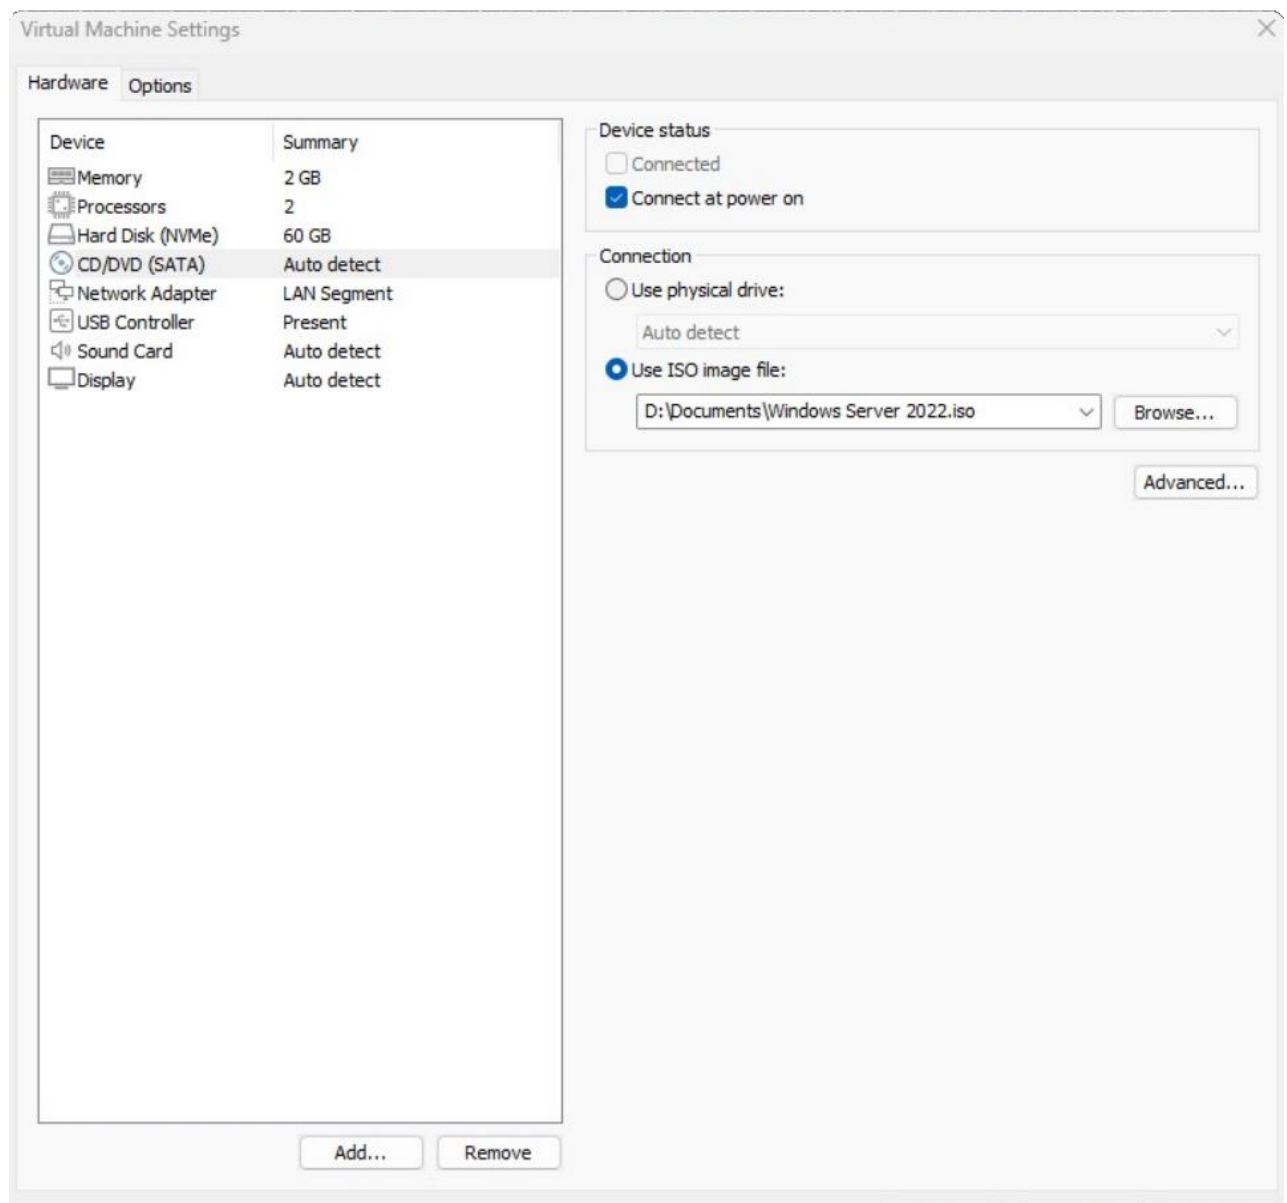 Virtual Machine Settings
Hardware Options
Device Summary
Memory 2 GB
Processors 2
Hard Disk (NVMe) 60 GB
CD/DVD (SATA) Auto detect
Network Adapter LAN Segment
USB Controller Present
Sound Card Auto detect
Display Auto detect
Add... Remove
Device status
Connected
Connect at power on
Connection
Use physical drive:
Auto detect
Use ISO image file:
D:\Documents\Windows Server 2022.iso Browse...
Advanced...